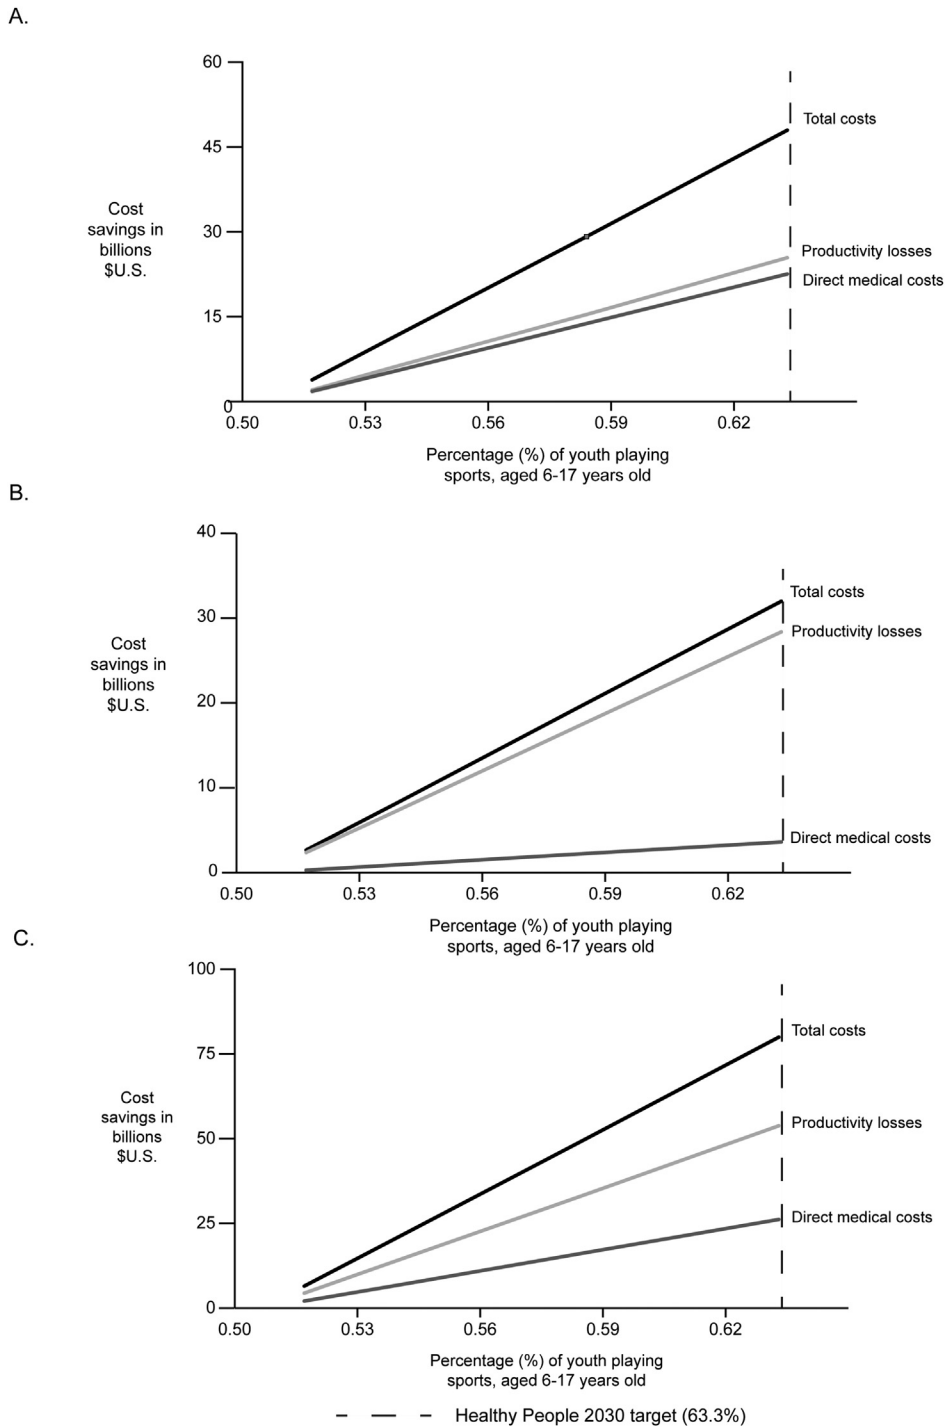 A.
60
Total costs
45
Cost
savings in
billions
$U.S.
30
Productivity losses
Direct medical costs
15
0
0.50 0.53 0.56 0.59 0.62
Percentage (%) of youth playing
sports, aged 6-17 years old
B.
40
Total costs
30
Productivity losses
Cost
savings in
billions
$U.S.
20
10
Direct medical costs
0
0.50 0.53 0.56 0.59 0.62
Percentage (%) of youth playing
sports, aged 6-17 years old
C.
100
Total costs
75
Cost
savings in
billions
$U.S.
50
Productivity losses
25
Direct medical costs
0
0.50 0.53 0.56 0.59 0.62
Percentage (%) of youth playing
sports, aged 6-17 years old
Healthy People 2030 target (63.3%)